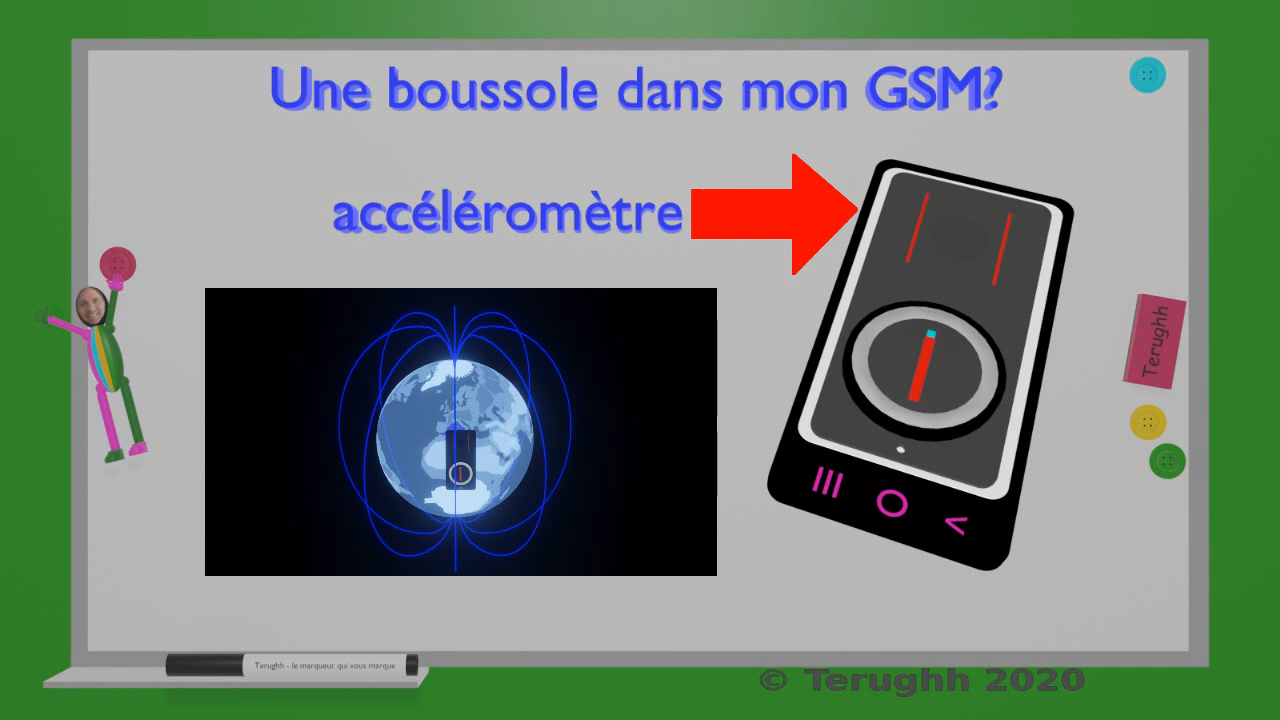 Une boussole dans mon GSM?
accéléromètre
Terughh
Terughh - le marqueur qui vous marque
© Terughh 2020